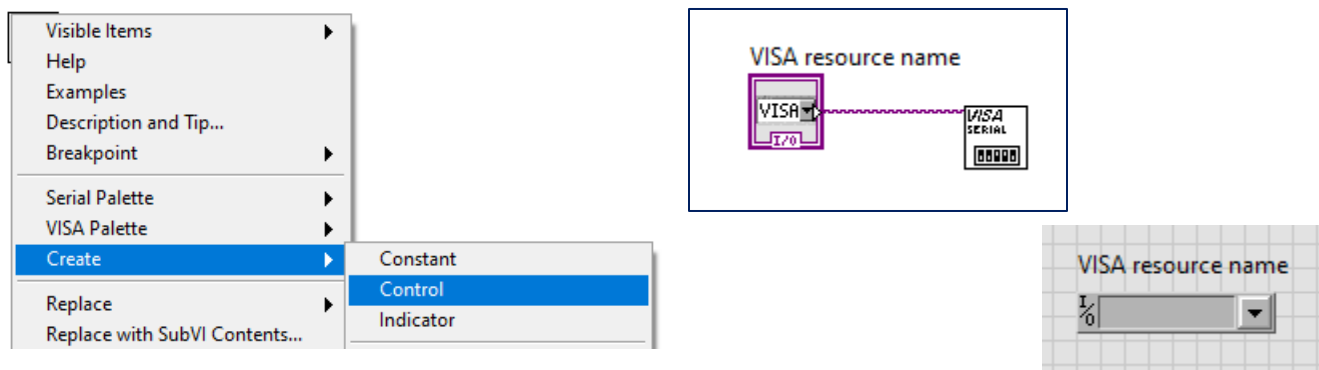 Visible Items
Help
Examples
Description and Tip...
Breakpoint
Serial Palette
VISA Palette
Create
Replace
Replace with SubVI Contents...
Constant
Control
Indicator
VISA resource name
VISA
I/O
VISA
SERIAL
VISA resource name
I/O